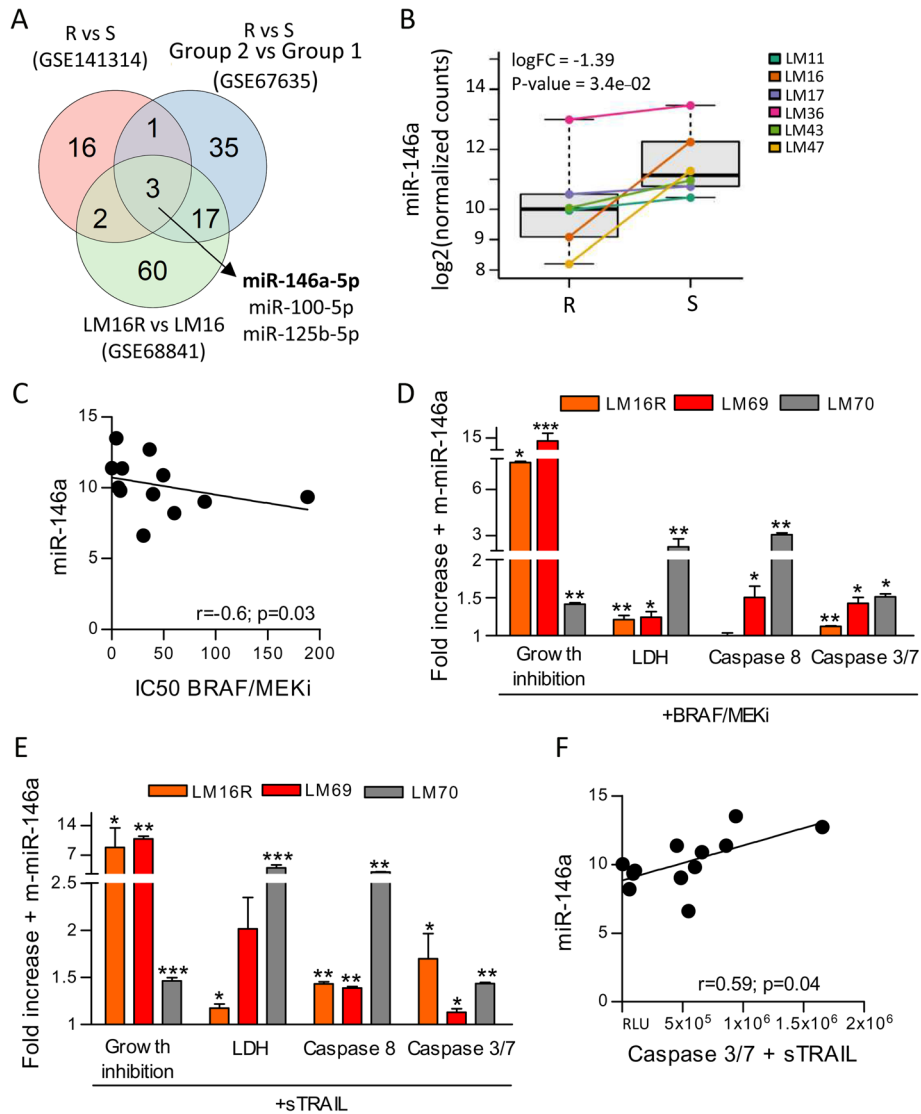 A
R vs S
(GSE141314)
R vs S
Group 2 vs Group 1
(GSE67635)
16
1
35
3
2
17
60
miR-146a-5p
miR-100-5p
miR-125b-5p
LM16R vs LM16
(GSE68841)
B
logFC = -1.39
P-value = 3.4e-02
miR-146a
log2(normalized counts)
14
13
12
11
10
9
8
R
S
LM11
LM16
LM17
LM36
LM43
LM47
C
miR-146a
15
10
5
0
r=-0.6; p=0.03
0
50
100
150
200
IC50 BRAF/MEKi
D
LM16R
LM69
LM70
Fold increase + m-miR-146a
15
6
3
2
1.5
1
*
***
**
**
*
**
*
**
**
*
*
Growth
inhibition
LDH
Caspase 8
Caspase 3/7
+BRAF/MEKi
E
LM16R
LM69
LM70
Fold increase + m-miR-146a
14
7
2.5
2
1.5
1
*
**
***
*
***
**
**
**
*
*
**
Growth
inhibition
LDH
Caspase 8
Caspase 3/7
+sTRAIL
F
miR-146a
15
10
5
0
r=0.59; p=0.04
RLU
5x10⁵
1x10⁶
1.5x10⁶
2x10⁶
Caspase 3/7 + sTRAIL